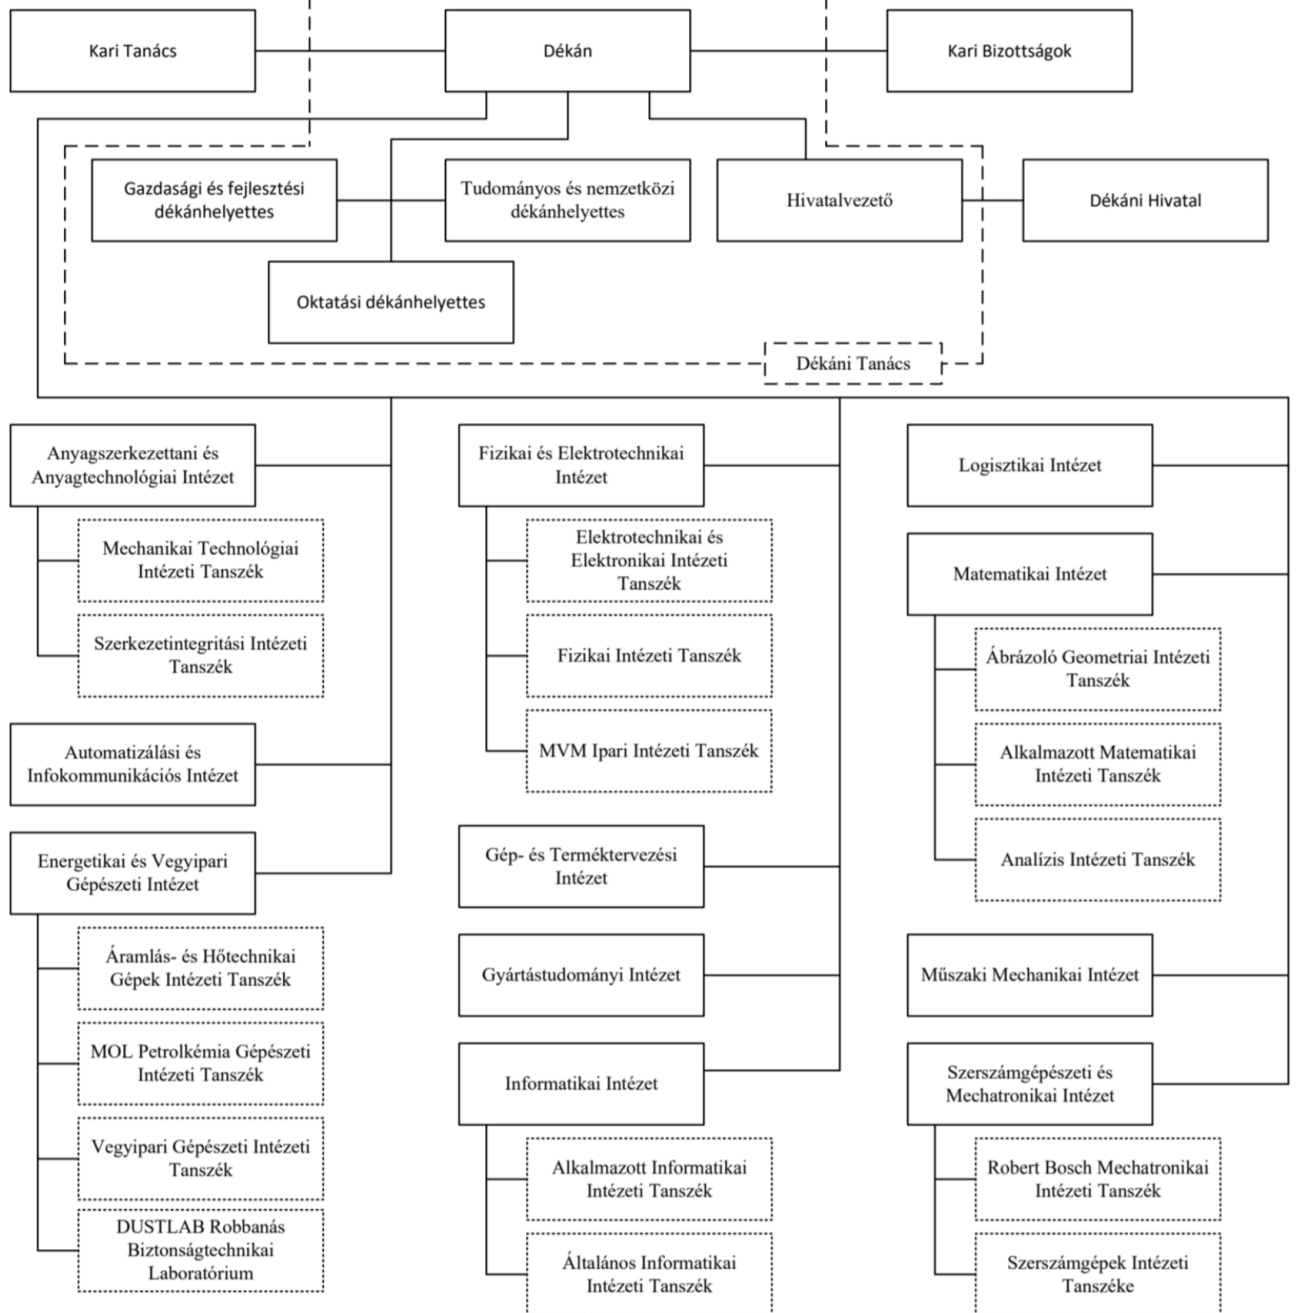 Kari Tanács
Dékán
Kari Bizottságok
Gazdasági és fejlesztési
dékánhelyettes
Tudományos és nemzetközi
dékánhelyettes
Hivatalvezető
Dékáni Hivatal
Oktatási dékánhelyettes
Dékáni Tanács
Anyagszerkezettani és
Anyagtechnológiai Intézet
Mechanikai Technológiai
Intézeti Tanszék
Szerkezetintegritási Intézeti
Tanszék
Automatizálási és
Infokommunikációs Intézet
Energetikai és Vegyipari
Gépészeti Intézet
Áramlás- és Hőtechnikai
Gépek Intézeti Tanszék
MOL Petrolkémia Gépészeti
Intézeti Tanszék
Vegyipari Gépészeti Intézeti
Tanszék
DUSTLAB Robbanás
Biztonságtechnikai
Laboratórium
Fizikai és Elektrotechnikai
Intézet
Elektrotechnikai és
Elektronikai Intézeti
Tanszék
Fizikai Intézeti Tanszék
MVM Ipari Intézeti Tanszék
Gép- és Terméktervezési
Intézet
Gyártástudományi Intézet
Informatikai Intézet
Alkalmazott Informatikai
Intézeti Tanszék
Általános Informatikai
Intézeti Tanszék
Logisztikai Intézet
Matematikai Intézet
Ábrázoló Geometriai Intézeti
Tanszék
Alkalmazott Matematikai
Intézeti Tanszék
Analízis Intézeti Tanszék
Műszaki Mechanikai Intézet
Szerszámgépészeti és
Mechatronikai Intézet
Robert Bosch Mechatronikai
Intézeti Tanszék
Szerszámgépek Intézeti
Tanszéke